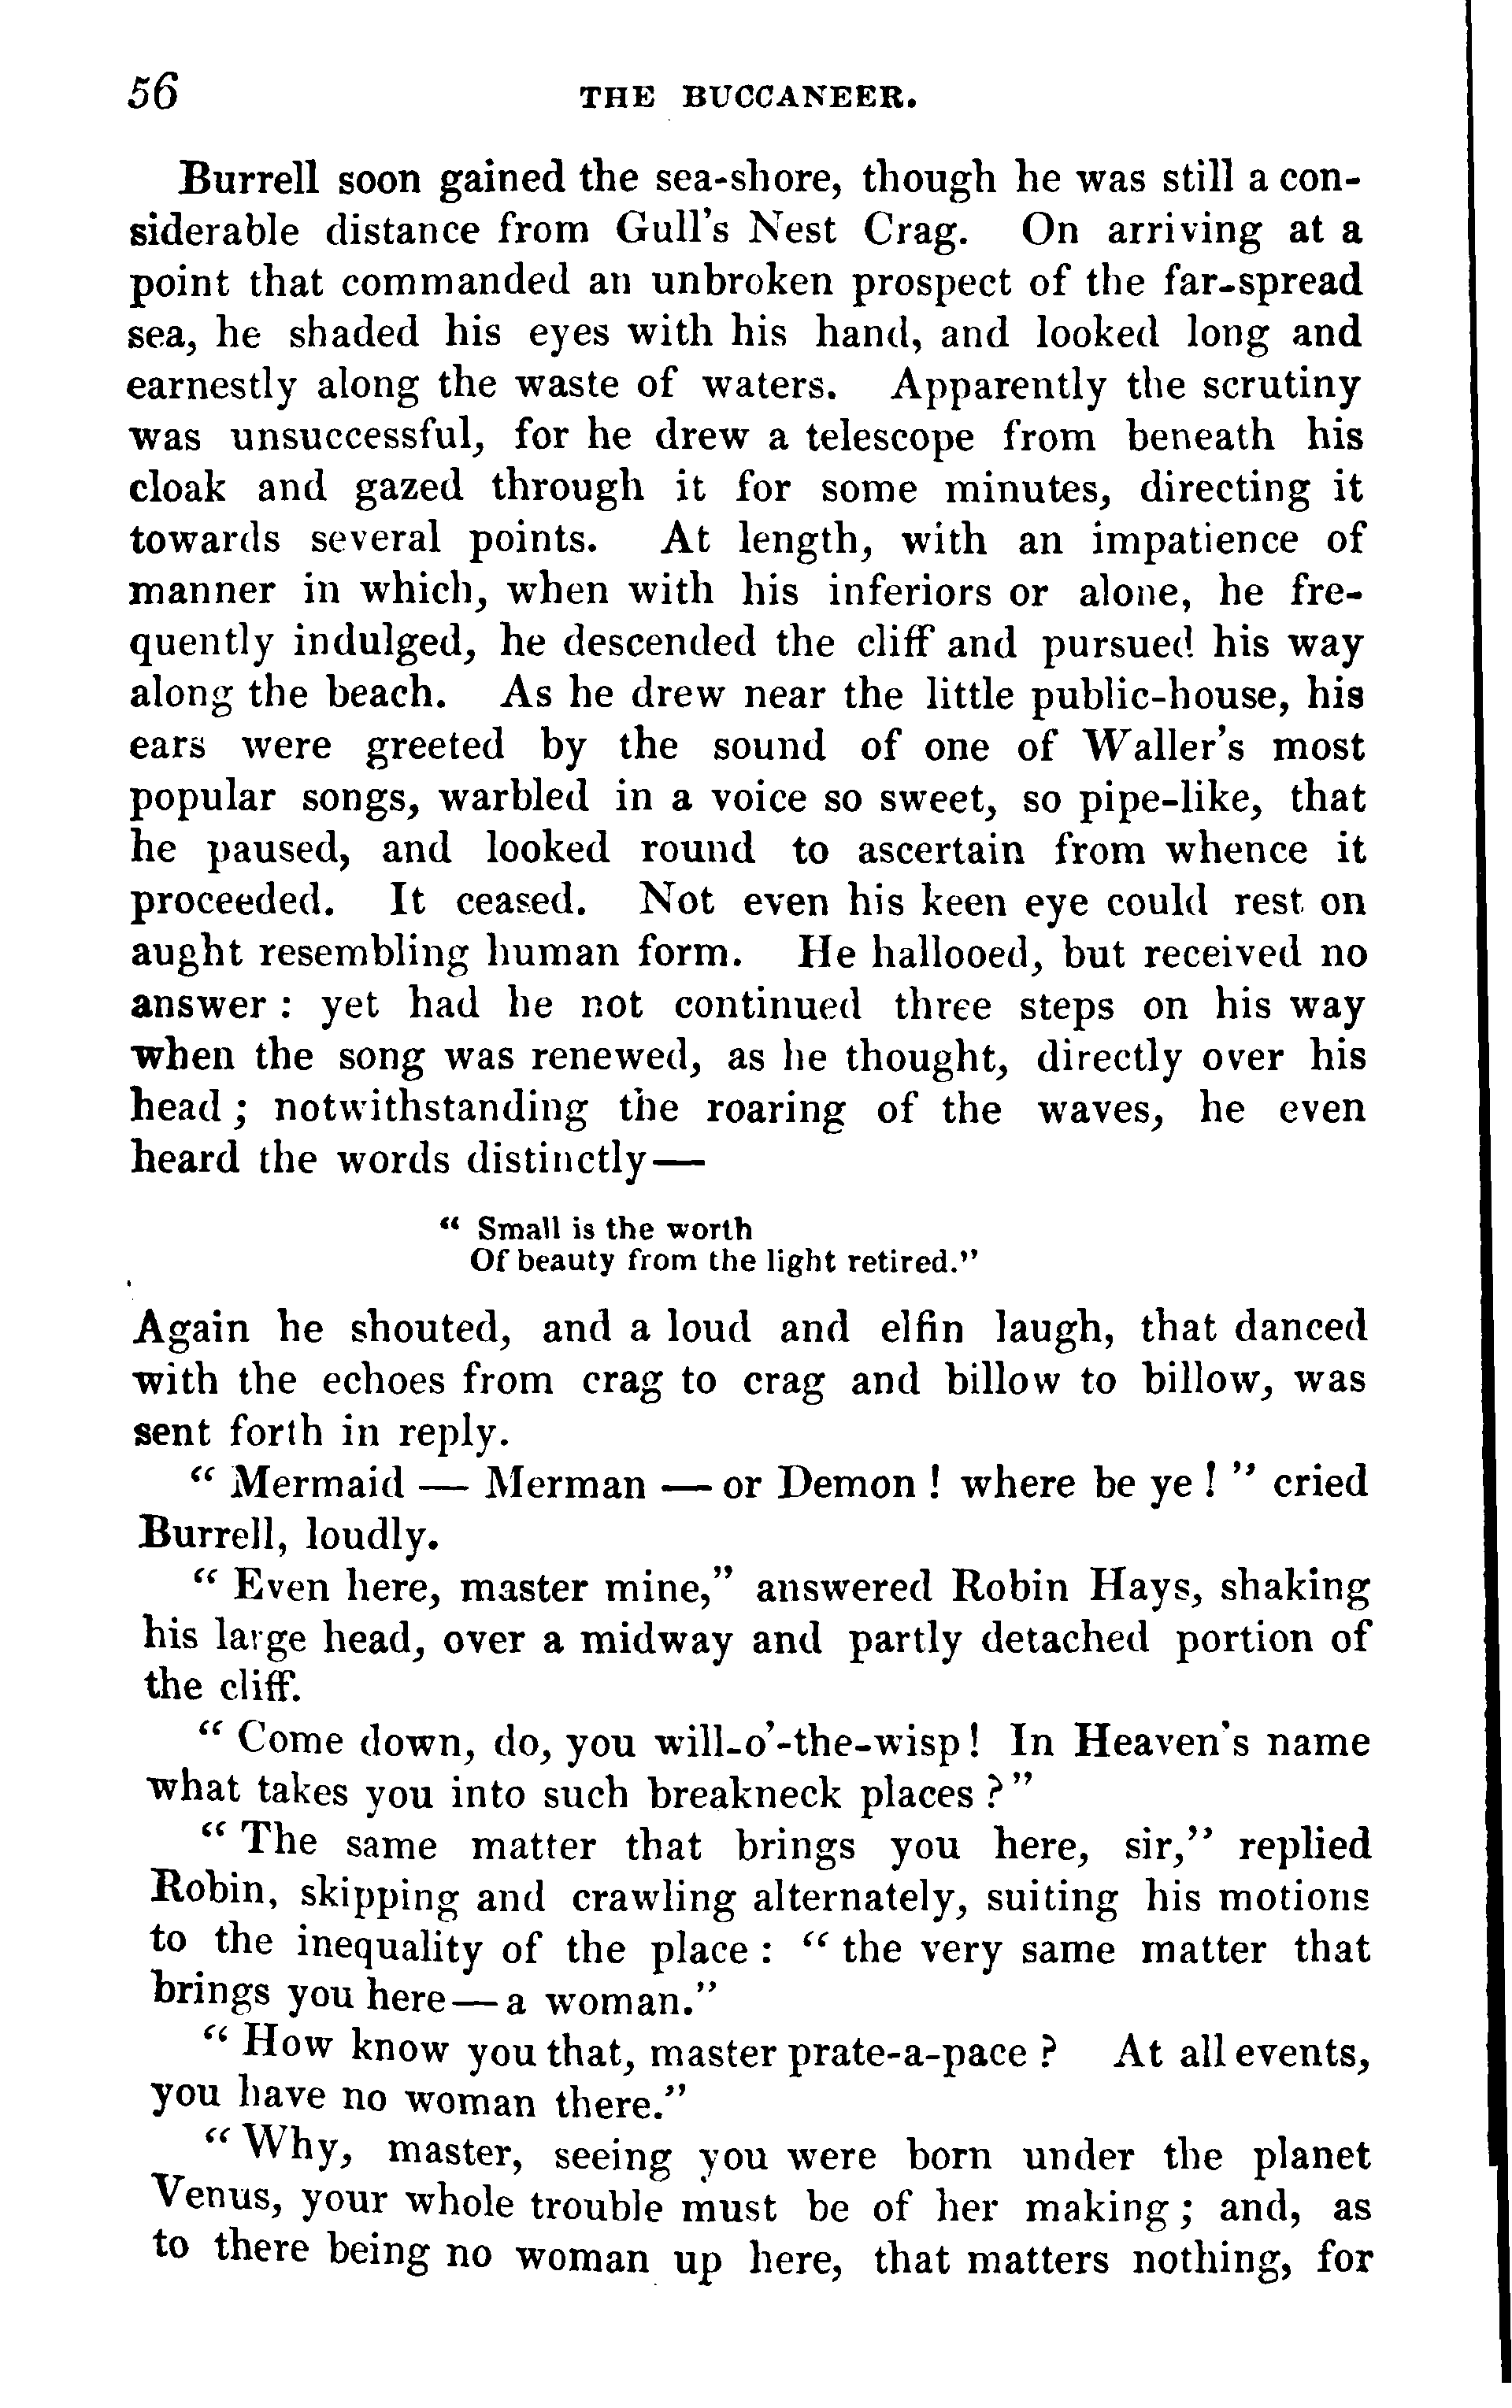 56 THE BUCCANEER.
Burrell soon gained the sea-shore, though he was still a con-
siderable distance from Gull's Nest Crag. On arriving at a
point that commanded an unbroken prospect of the far-spread
sea, he shaded his eyes with his hand, and looked long and
earnestly along the waste of waters. Apparently the scrutiny
was unsuccessful, for he drew a telescope from beneath his
cloak and gazed through it for some minutes, directing it
towards several points. At length, with an impatience of
manner in which, when with his inferiors or alone, he fre-
quently indulged, he descended the cliff and pursued his way
along the beach. As he drew near the little public-house, his
ears were greeted by the sound of one of Waller's most
popular songs, warbled in a voice so sweet, so pipe-like, that
he paused, and looked round to ascertain from whence it
proceeded. It ceased. Not even his keen eye could rest on
aught resembling human form. He hallooed, but received no
answer : yet had he not continued three steps on his way
when the song was renewed, as he thought, directly over his
head ; notwithstanding the roaring of the waves, he even
heard the words distinctly—
" Small is the worth
Of beauty from the light retired."
Again he shouted, and a loud and elfin laugh, that danced
with the echoes from crag to crag and billow to billow, was
sent forth in reply.
" Mermaid — Merman — or Demon ! where be ye ! " cried
Burrell, loudly.
" Even here, master mine," answered Robin Hays, shaking
his large head, over a midway and partly detached portion of
the cliff.
" Come down, do, you will-o'-the-wisp! In Heaven's name
what takes you into such breakneck places ?"
" The same matter that brings you here, sir," replied
Robin, skipping and crawling alternately, suiting his motions
to the inequality of the place : " the very same matter that
brings you here—a woman."
" How know you that, master prate-a-pace ? At all events,
you have no woman there."
" Why, master, seeing you were born under the planet
Venus, your whole trouble must be of her making ; and, as
to there being no woman up here, that matters nothing, for